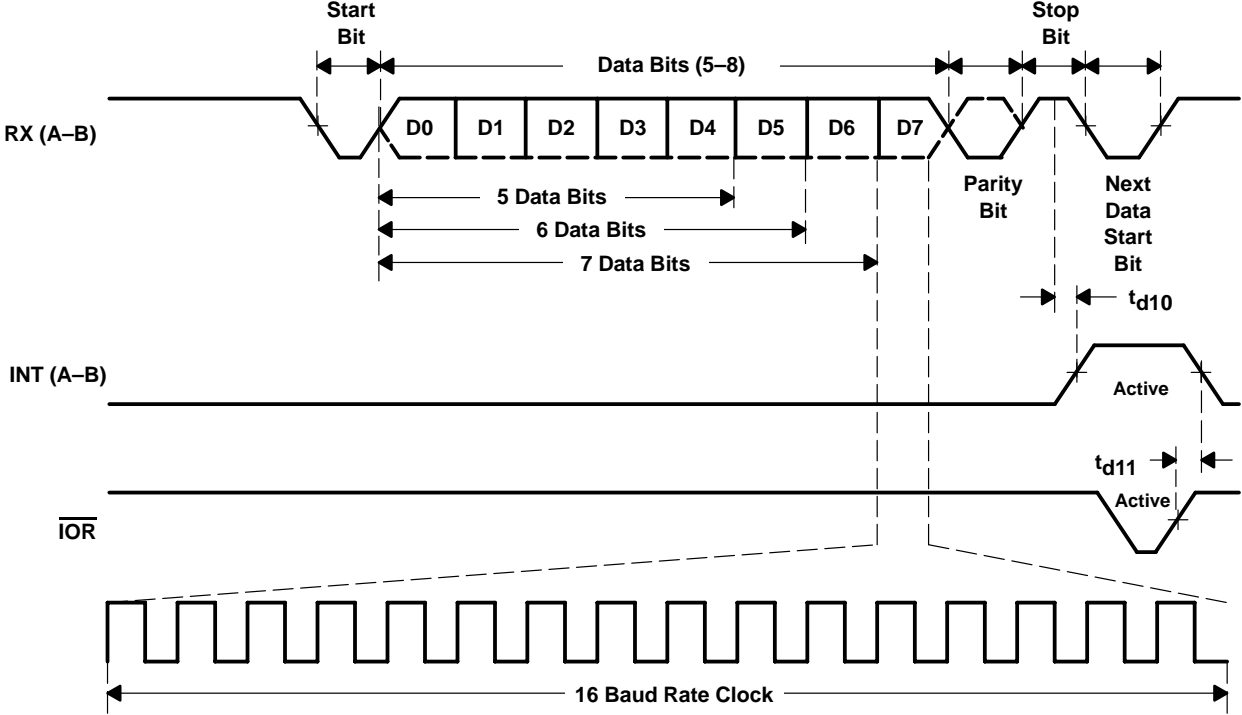 Start
Bit
Stop
Bit
Data Bits (5–8)
RX (A–B)
D0 D1 D2 D3 D4 D5 D6 D7
Parity
Bit
Next
Data
Start
Bit
5 Data Bits
6 Data Bits
7 Data Bits
td10
INT (A–B)
Active
td11
Active
IOR
16 Baud Rate Clock